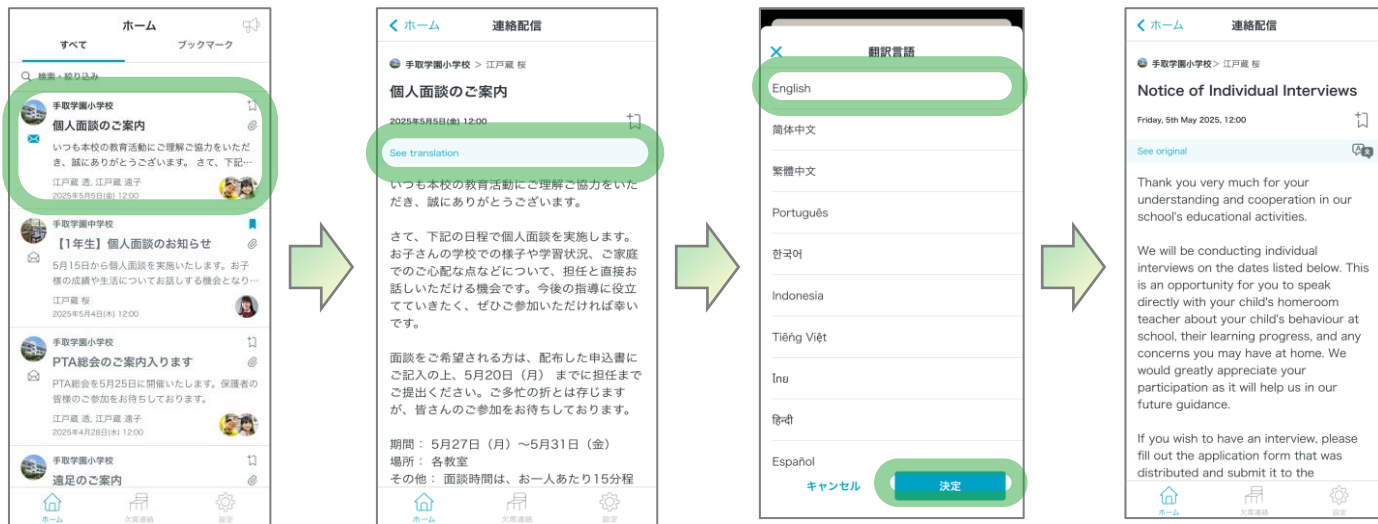 ホーム
すべて
ブックマーク
検索・絞り込み
手取学園小学校
個人面談のご案内
いつも本校の教育活動にご理解ご協力をいただ
き、誠にありがとうございます。 さて、下記…
江戸蔵 透, 江戸蔵 遠子
2025年5月5日(金) 12:00
手取学園中学校
【1年生】個人面談のお知らせ
5月15日から個人面談を実施いたします。お子
様の成績や生活についてお話しする機会となり…
江戸蔵 桜
2025年5月4日(木) 12:00
手取学園小学校
PTA総会のご案内入ります
PTA総会を5月25日に開催いたします。保護者の
皆様のご参加をお待ちしております。
江戸蔵 透, 江戸蔵 遠子
2025年4月28日(水) 12:00
手取学園小学校
遠足のご案内
ホーム
欠席連絡
設定
ホーム
連絡配信
手取学園小学校 > 江戸蔵 桜
個人面談のご案内
2025年5月5日(金) 12:00
See translation
いつも本校の教育活動にご理解ご協力をいた
だき、誠にありがとうございます。
さて、下記の日程で個人面談を実施します。
お子さんの学校での様子や学習状況、ご家庭
でのご心配な点などについて、担任と直接お
話しいただける機会です。今後の指導に役立
てていきたく、ぜひご参加いただければ幸い
です。
面談をご希望される方は、配布した申込書に
ご記入の上、5月20日（月） までに担任まで
ご提出ください。ご多忙の折とは存じます
が、皆さんのご参加をお待ちしております。
期間： 5月27日（月）～5月31日（金）
場所： 各教室
その他： 面談時間は、お一人あたり15分程
ホーム
欠席連絡
設定
翻訳言語
English
简体中文
繁體中文
Português
한국어
Indonesia
Tiếng Việt
ไทย
हिन्दी
Español
キャンセル
決定
ホーム
連絡配信
手取学園小学校 > 江戸蔵 桜
Notice of Individual Interviews
Friday, 5th May 2025, 12:00
See original
Thank you very much for your
understanding and cooperation in our
school's educational activities.
We will be conducting individual
interviews on the dates listed below. This
is an opportunity for you to speak
directly with your child's homeroom
teacher about your child's behaviour at
school, their learning progress, and any
concerns you may have at home. We
would greatly appreciate your
participation as it will help us in our
future guidance.
If you wish to have an interview, please
fill out the application form that was
distributed and submit it to the
ホーム
欠席連絡
設定